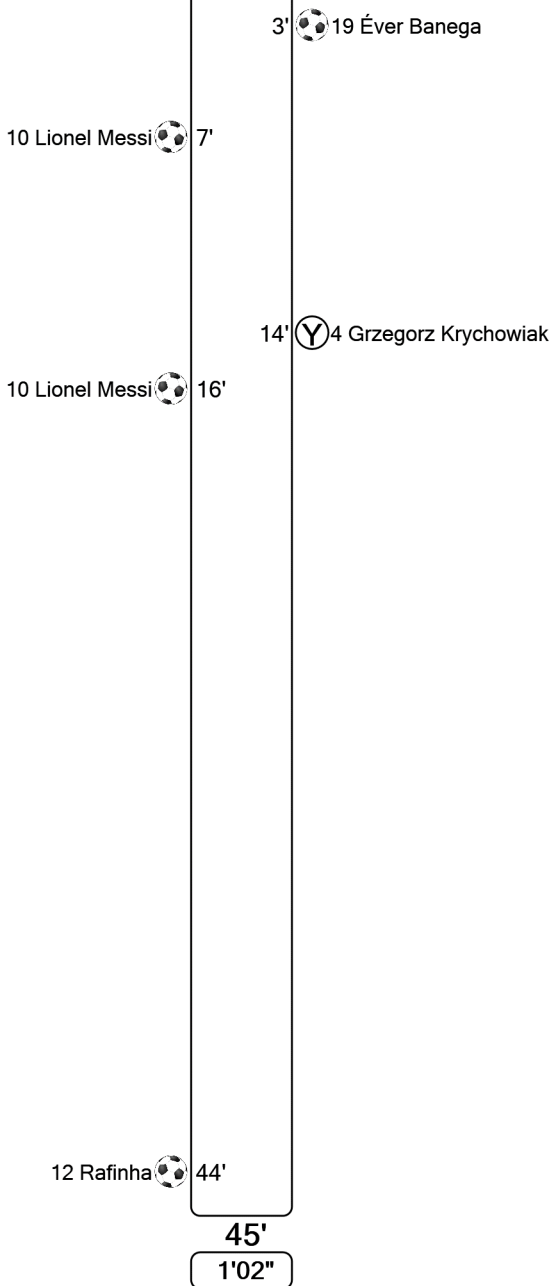 3' 19 Éver Banega
10 Lionel Messi 7'
14' Y 4 Grzegorz Krychowiak
10 Lionel Messi 16'
12 Rafinha 44'
45'
1'02"